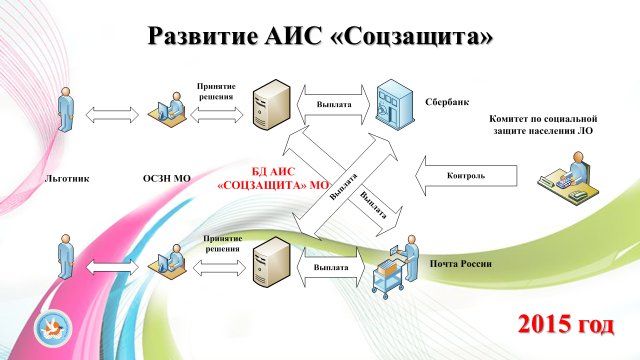 Развитие АИС «Соцзащита»
Принятие
решения
Выплата
Сбербанк
Комитет по социальной
защите населения ЛО
Льготник
ОСЗН МО
БД АИС
«СОЦЗАЩИТА» МО
Выплата
Выплата
Контроль
Принятие
решения
Выплата
Почта России
2015 год